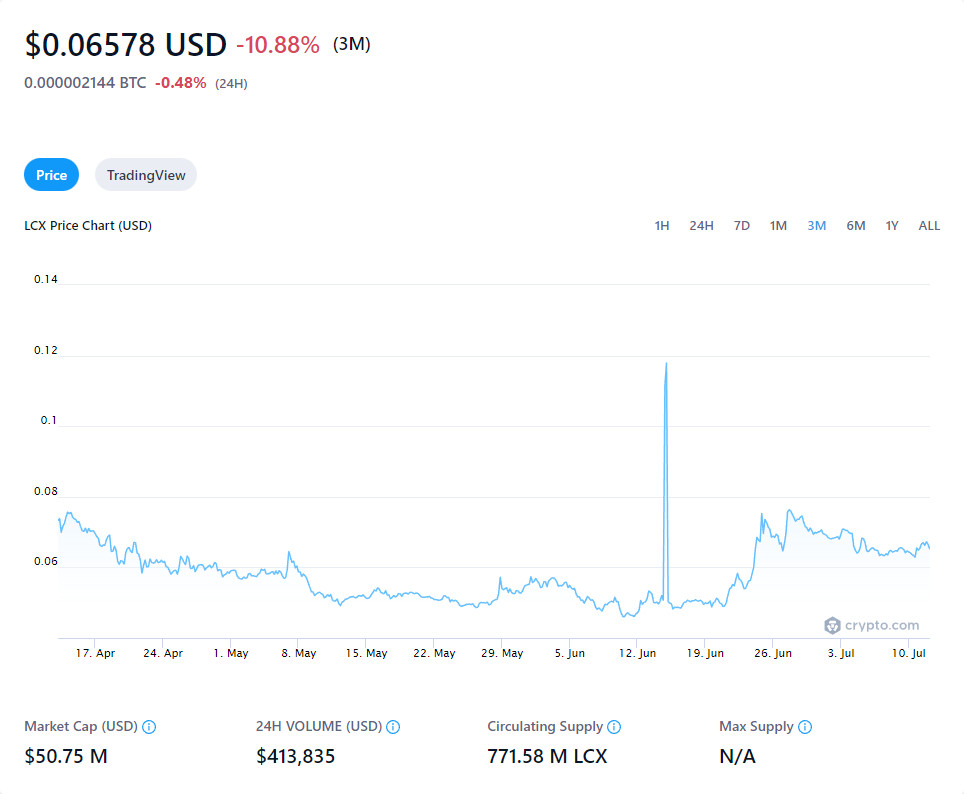 $0.06578 USD -10.88% (3M)
0.000002144 BTC -0.48% (24H)
Price TradingView
LCX Price Chart (USD) 1H 24H 7D 1M 3M 6M 1Y ALL
0.14
0.12
0.1
0.08
0.06
crypto.com
17. Apr 24. Apr 1. May 8. May 15. May 22. May 29. May 5. Jun 12. Jun 19. Jun 26. Jun 3. Jul 10. Jul
Market Cap (USD) 24H VOLUME (USD) Circulating Supply Max Supply
$50.75 M $413,835 771.58 M LCX N/A